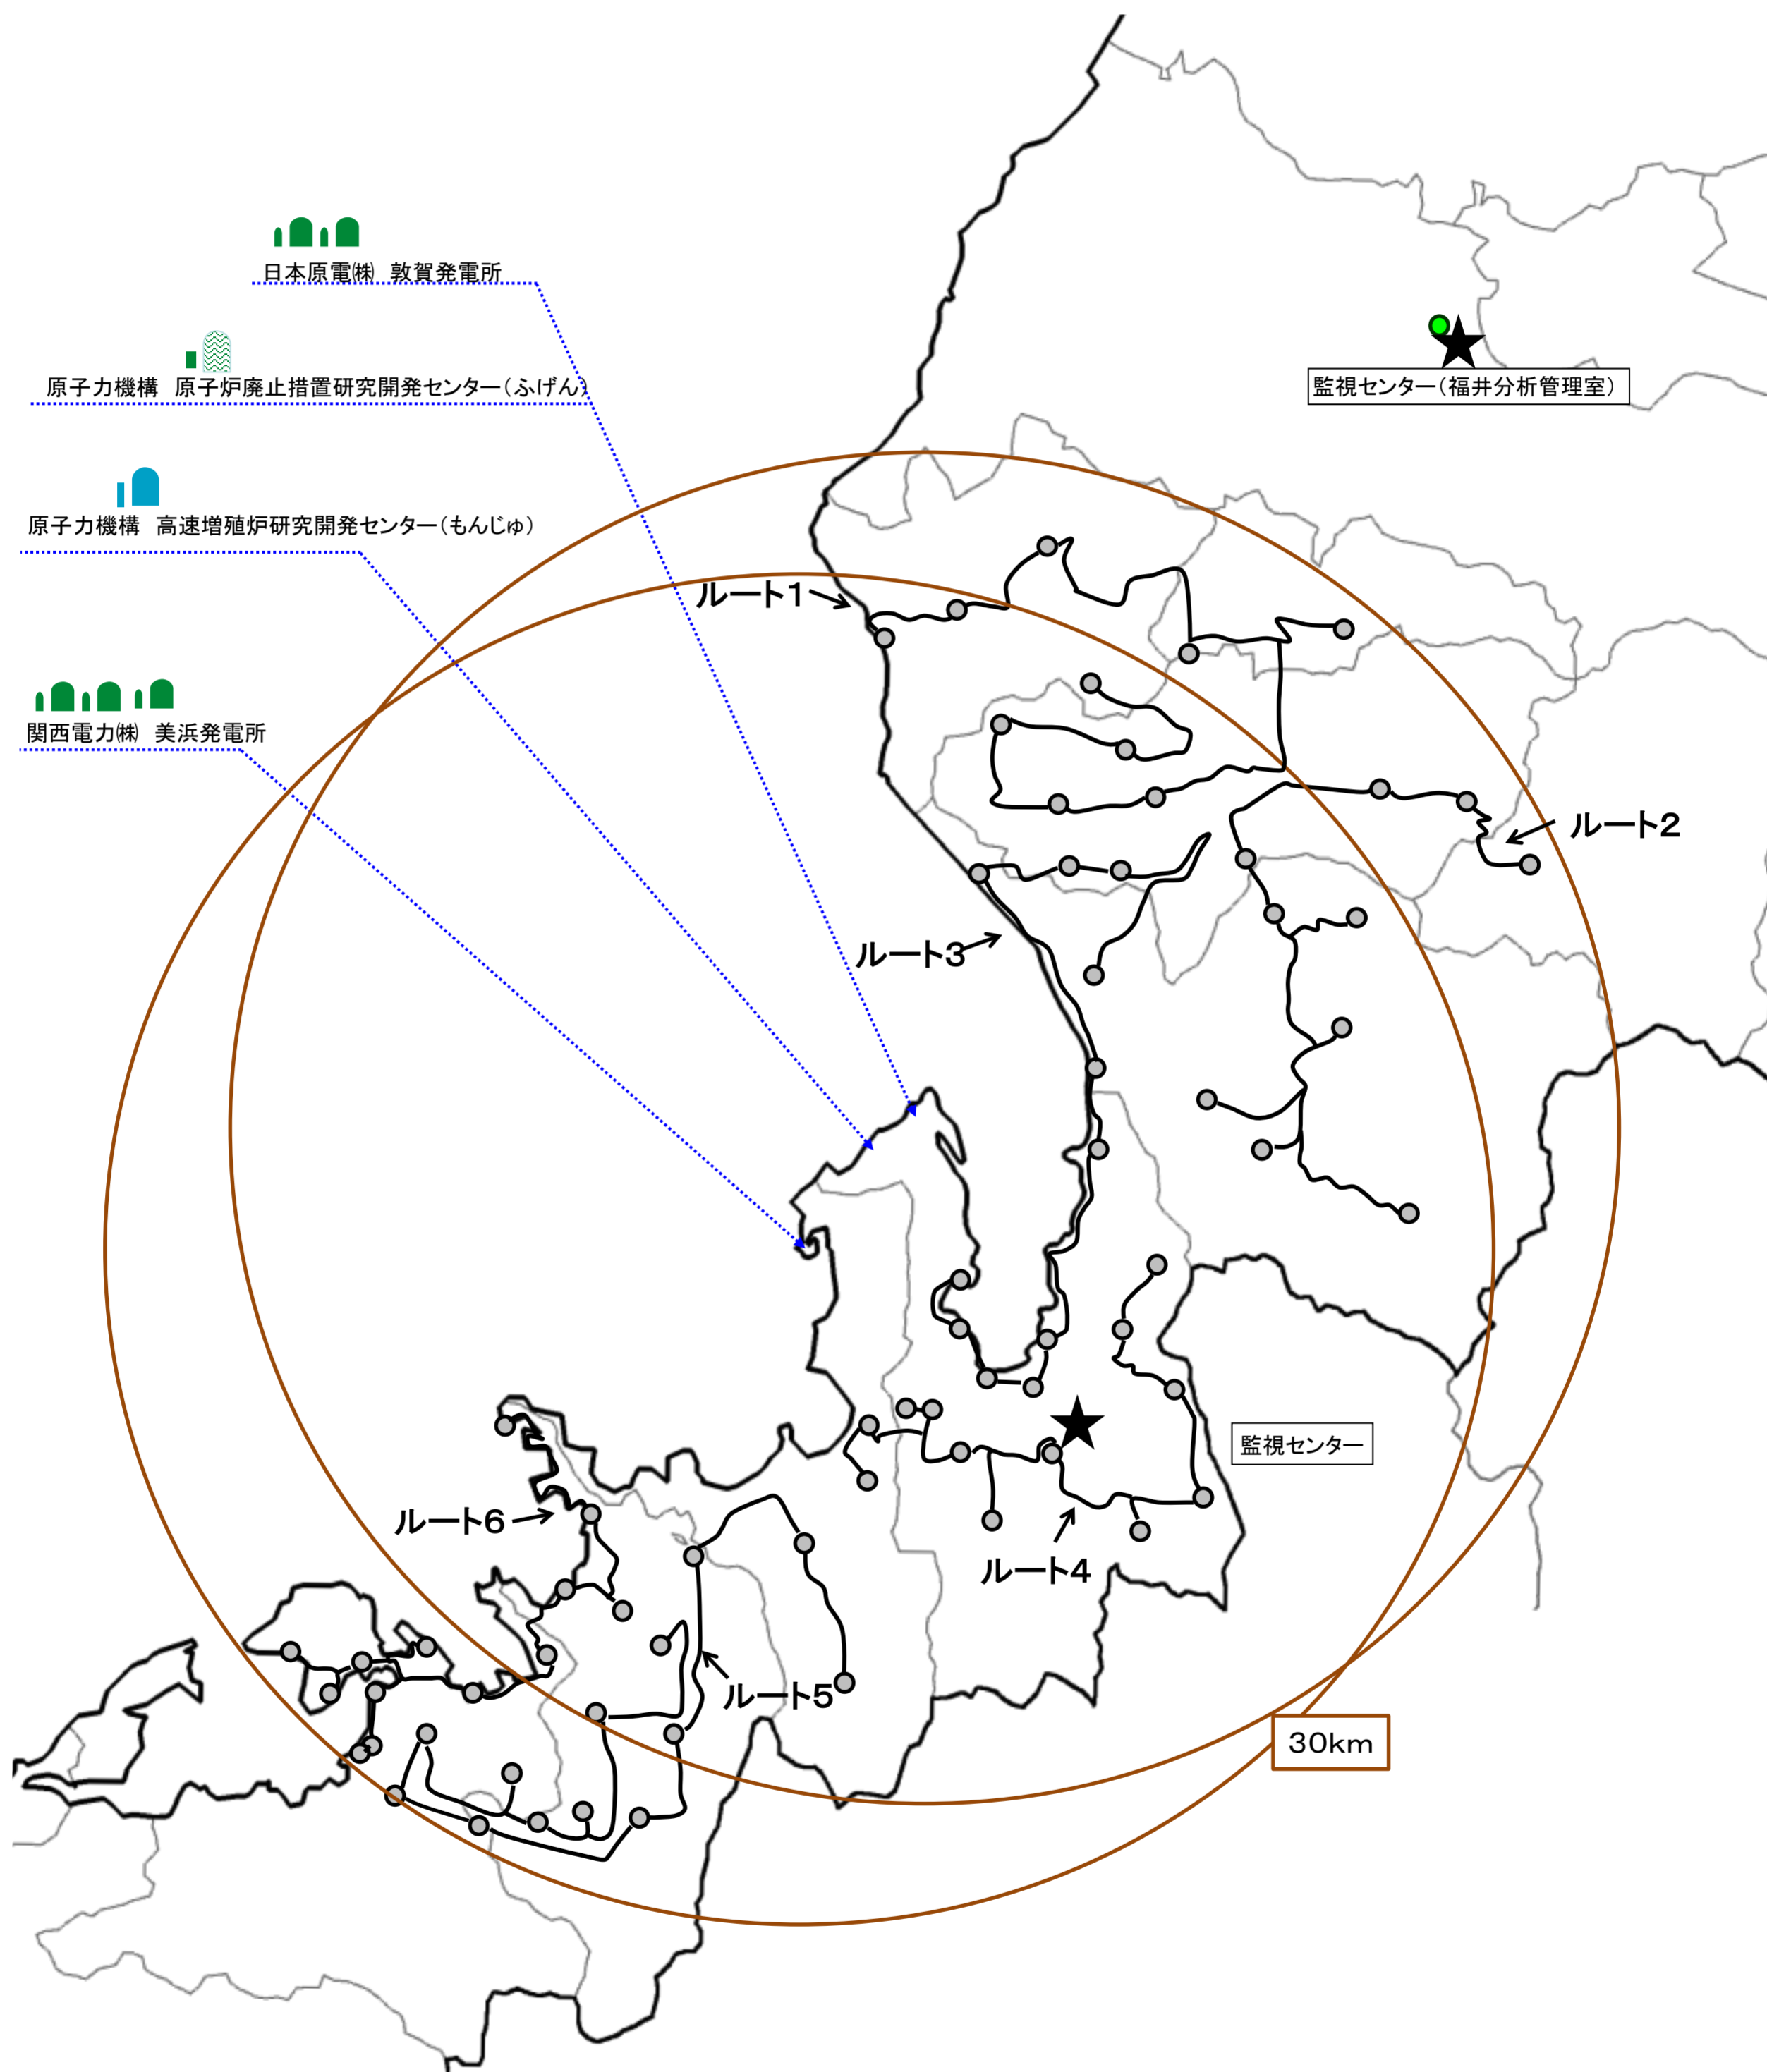 日本原電㈱ 敦賀発電所
原子力機構 原子炉廃止措置研究開発センター(ふげん)
監視センター(福井分析管理室)
原子力機構 高速増殖炉研究開発センター(もんじゅ)
ルート1
関西電力㈱ 美浜発電所
ルート2
ルート3
監視センター
ルート6
ルート4
ルート5
30km